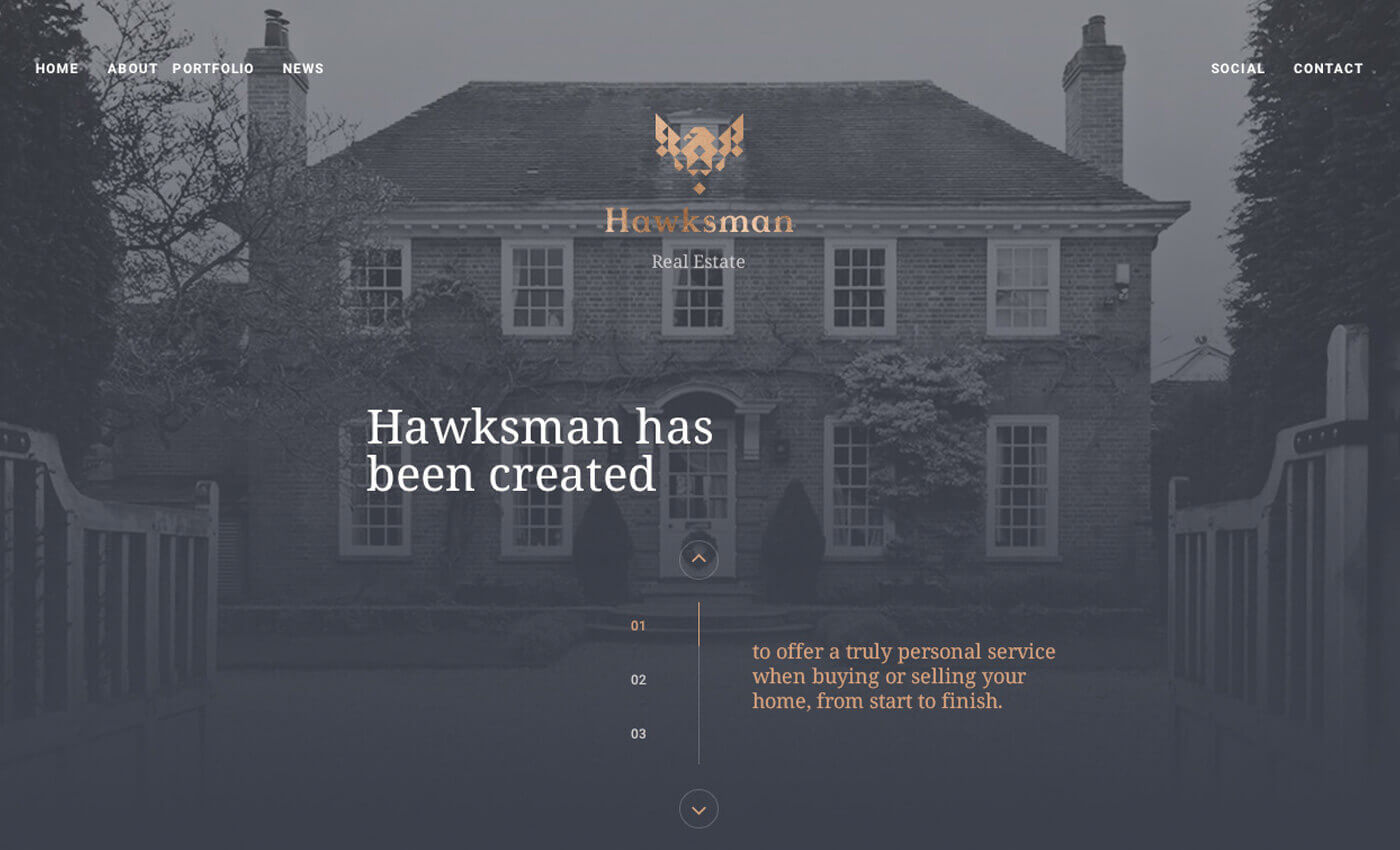 HOME ABOUT PORTFOLIO NEWS SOCIAL CONTACT
Hawksman
Real Estate
Hawksman has
been created
01
02
03
to offer a truly personal service
when buying or selling your
home, from start to finish.